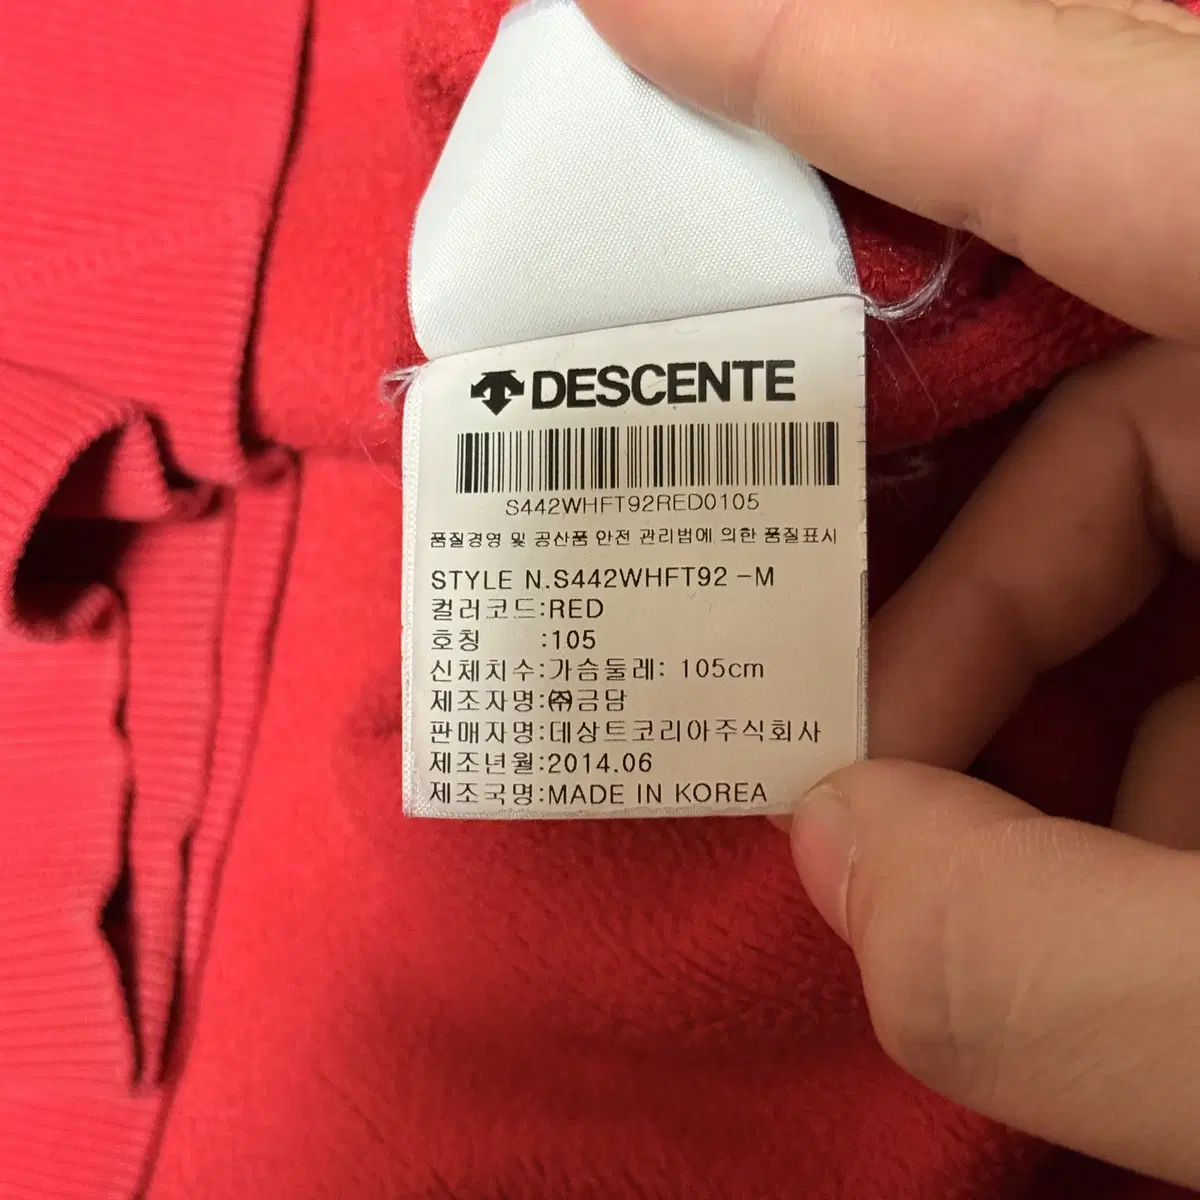 DESCENTE
S442WHFT92RED0105
품질경영 및 공산품 안전 관리법에 의한 품질표시
STYLE N.S442WHFT92 -M
컬러코드:RED
호칭 :105
신체치수:가슴둘레: 105cm
제조자명:㈜금담
판매자명:데상트코리아주식회사
제조년월:2014.06
제조국명:MADE IN KOREA